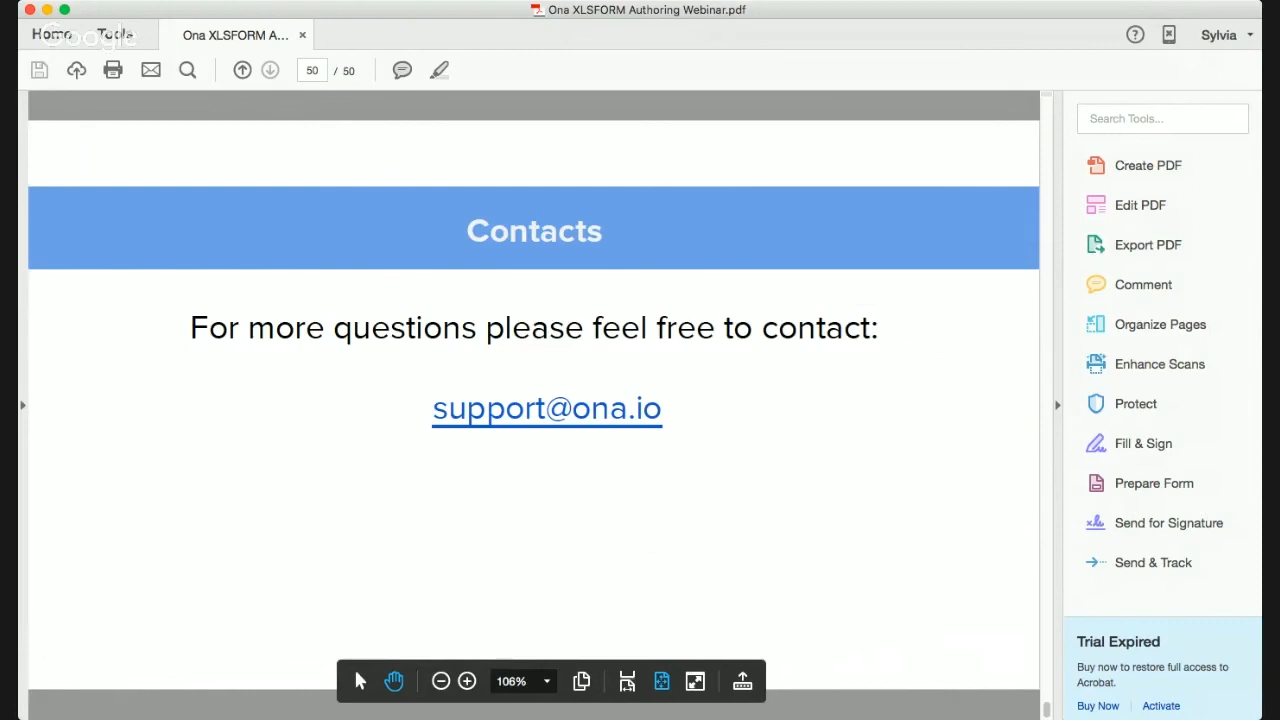 Ona XLSFORM Authoring Webinar.pdf
Home Tools Ona XLSFORM A... × Sylvia
Google
50 / 50
Search Tools...
Create PDF
Edit PDF
Export PDF
Comment
Organize Pages
Enhance Scans
Protect
Fill & Sign
Prepare Form
Send for Signature
Send & Track
Contacts
For more questions please feel free to contact:
support@ona.io
106%
Trial Expired
Buy now to restore full access to
Acrobat.
Buy Now Activate